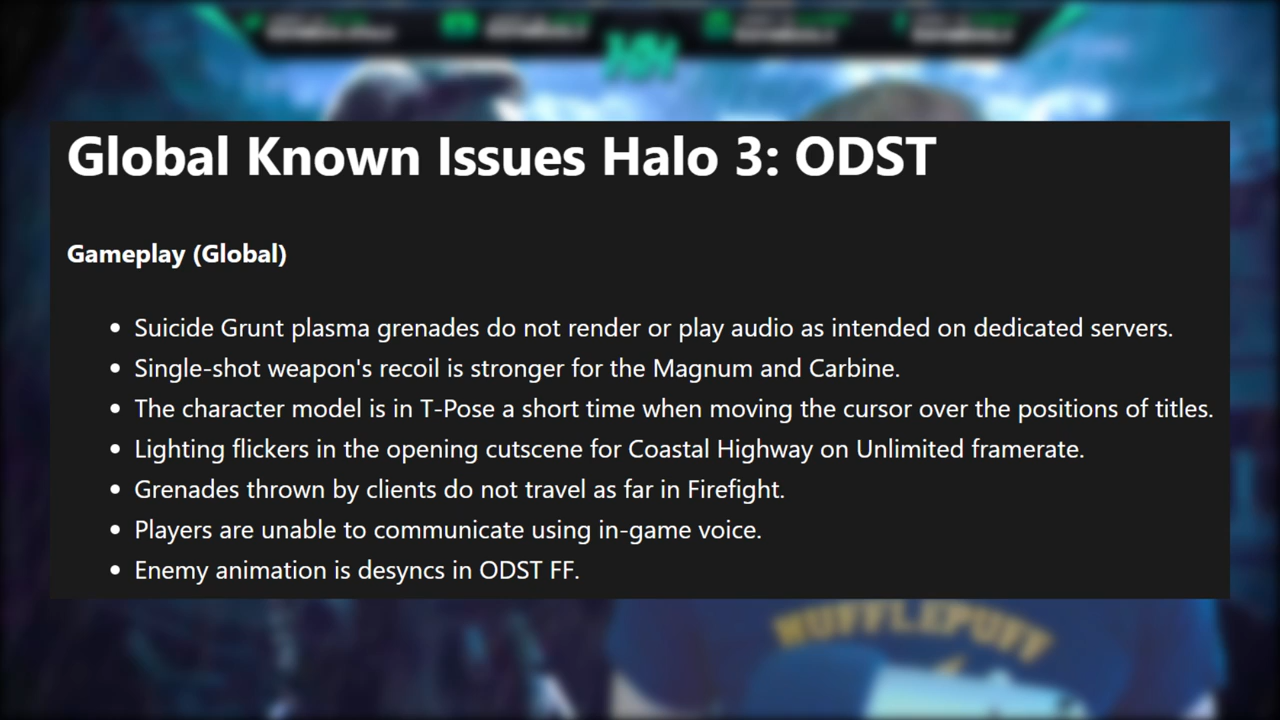 Global Known Issues Halo 3: ODST
Gameplay (Global)
• Suicide Grunt plasma grenades do not render or play audio as intended on dedicated servers.
• Single-shot weapon's recoil is stronger for the Magnum and Carbine.
• The character model is in T-Pose a short time when moving the cursor over the positions of titles.
• Lighting flickers in the opening cutscene for Coastal Highway on Unlimited framerate.
• Grenades thrown by clients do not travel as far in Firefight.
• Players are unable to communicate using in-game voice.
• Enemy animation is desyncs in ODST FF.
HUFFLEPUFF